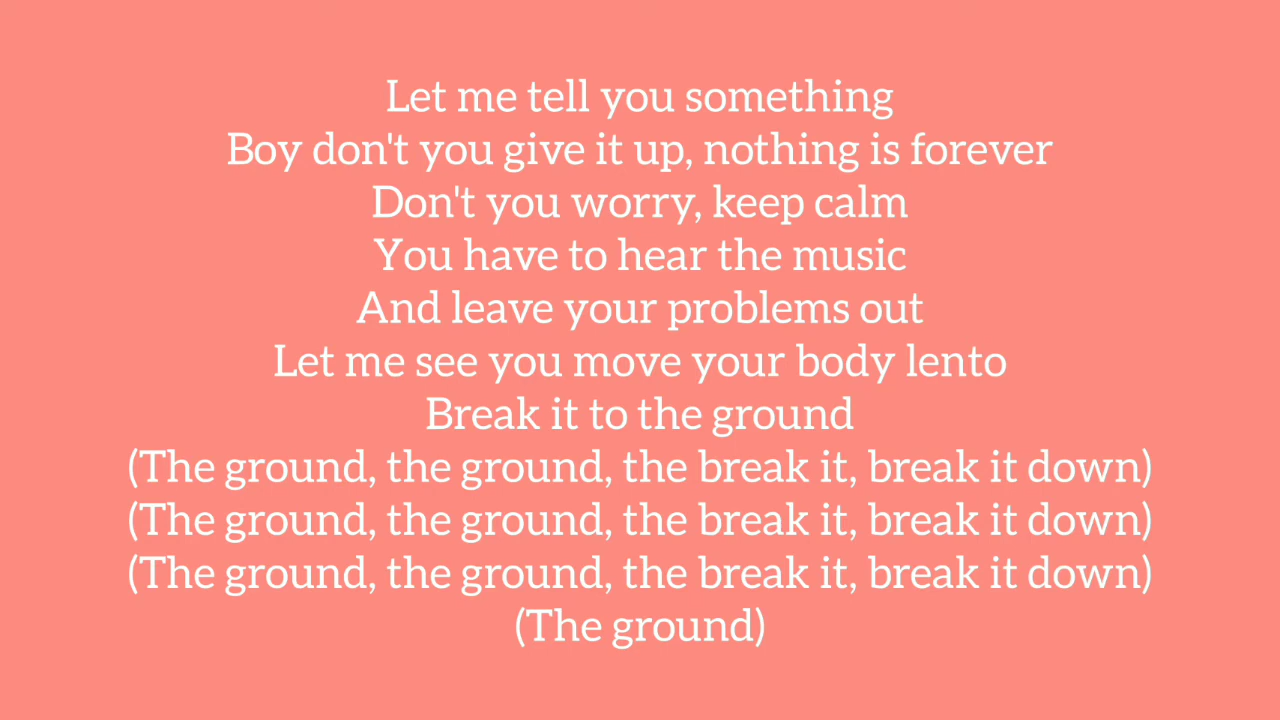 Let me tell you something
Boy don't you give it up, nothing is forever
Don't you worry, keep calm
You have to hear the music
And leave your problems out
Let me see you move your body lento
Break it to the ground
(The ground, the ground, the break it, break it down)
(The ground, the ground, the break it, break it down)
(The ground, the ground, the break it, break it down)
(The ground)